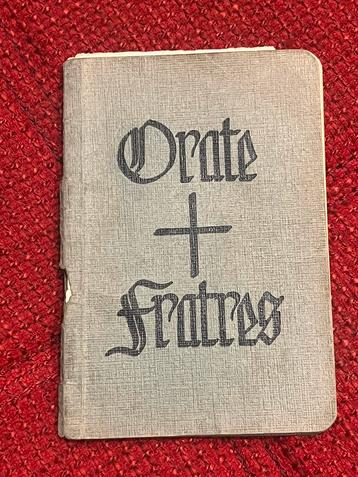 Orate
+
Fratres